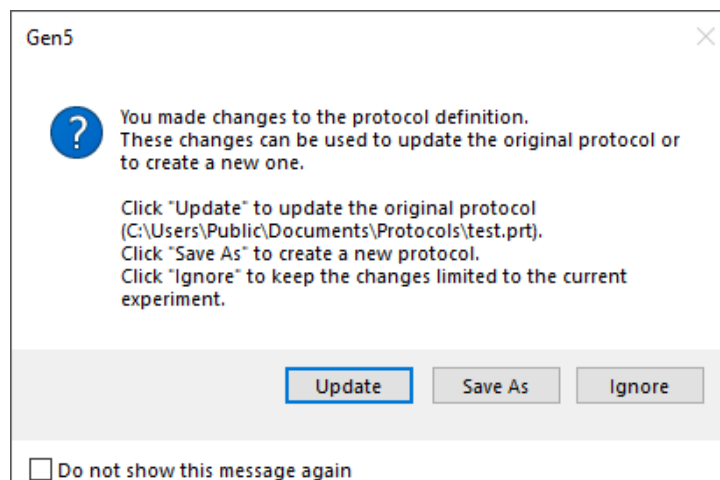 Gen5
You made changes to the protocol definition.
These changes can be used to update the original protocol or
to create a new one.
Click "Update" to update the original protocol
(C:\Users\Public\Documents\Protocols\test.prt).
Click "Save As" to create a new protocol.
Click "Ignore" to keep the changes limited to the current
experiment.
Update Save As Ignore
Do not show this message again